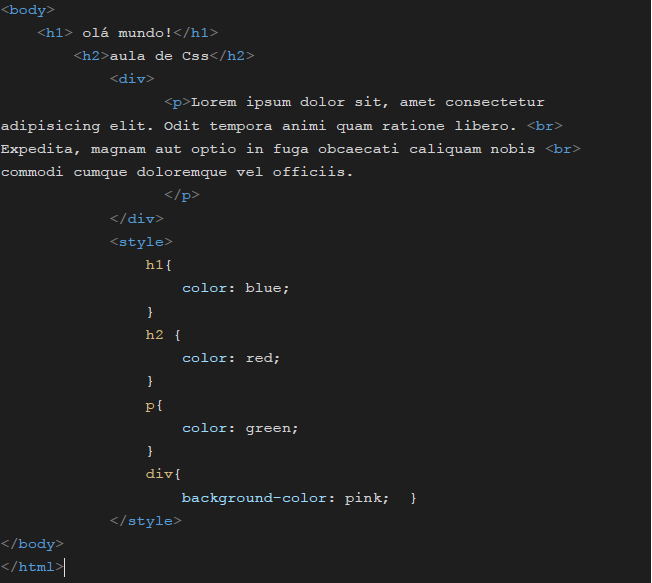 <body>
<h1> olá mundo!</h1>
<h2>aula de Css</h2>
<div>
<p>Lorem ipsum dolor sit, amet consectetur
adipisicing elit. Odit tempora animi quam ratione libero. <br>
Expedita, magnam aut optio in fuga obcaecati caliquam nobis <br>
commodi cumque doloremque vel officiis.
</p>
</div>
<style>
h1{
color: blue;
}
h2 {
color: red;
}
p{
color: green;
}
div{
background-color: pink;  }
</style>
</body>
</html>